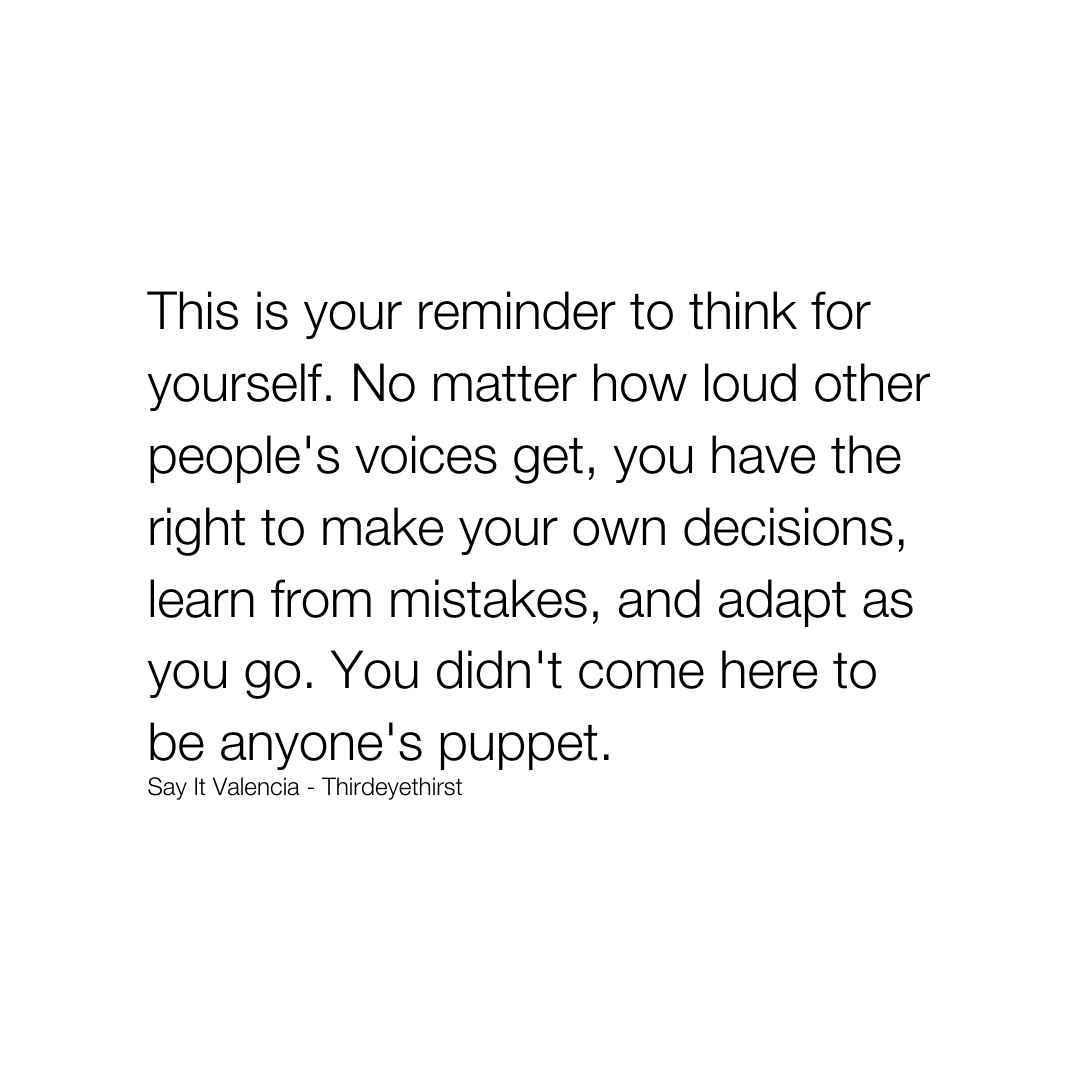 This is your reminder to think for
yourself. No matter how loud other
people's voices get, you have the
right to make your own decisions,
learn from mistakes, and adapt as
you go. You didn't come here to
be anyone's puppet.
Say It Valencia - Thirdeyethirst